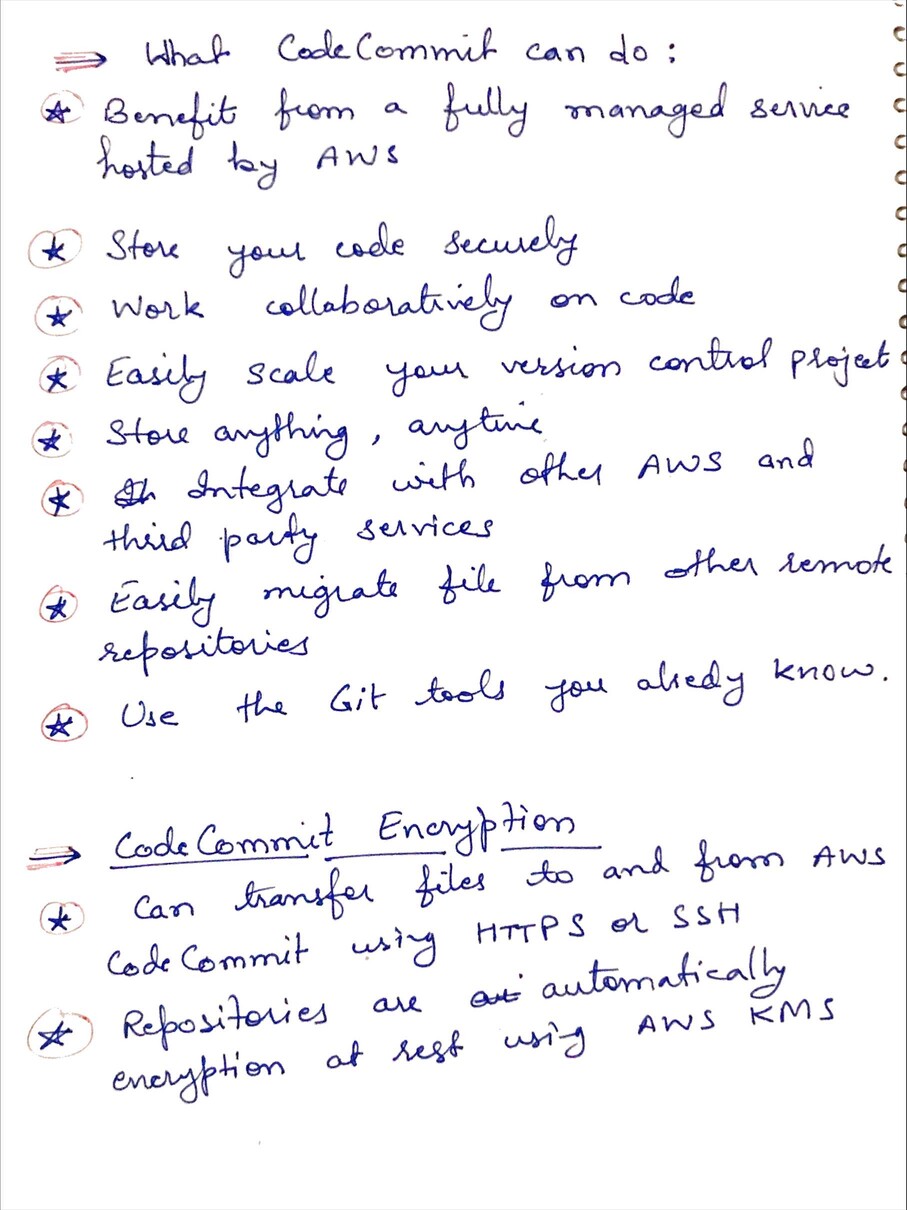 ⇒ What CodeCommit can do :
★ Benefit from a fully managed service
hosted by AWS
★ Store your code securely
★ Work collaboratively on code
★ Easily scale your version control project
★ Store anything , anytime
★ Integrate with other AWS and
third party services
★ Easily migrate file from other remote
repositories
★ Use the Git tools you alredy know.
⇒ CodeCommit Encryption
★ Can transfer files to and from AWS
CodeCommit using HTTPS or SSH
★ Repositories are automatically
encryption at rest using AWS KMS